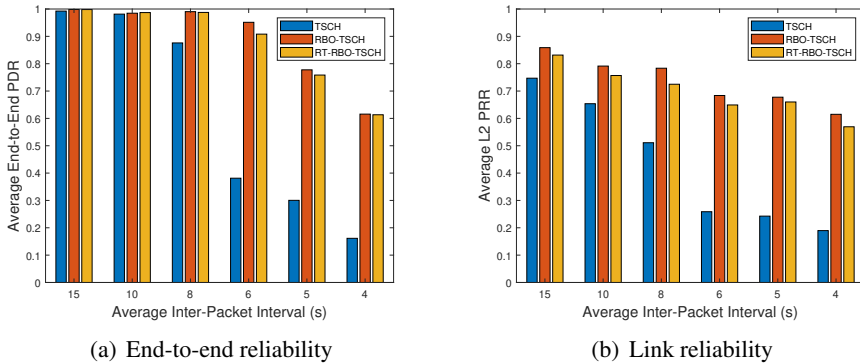 Average End-to-End PDR
1
0.9
0.8
0.7
0.6
0.5
0.4
0.3
0.2
0.1
0
TSCH
RBO-TSCH
RT-RBO-TSCH
15 10 8 6 5 4
Average Inter-Packet Interval (s)
(a) End-to-end reliability
Average L2 PRR
1
0.9
0.8
0.7
0.6
0.5
0.4
0.3
0.2
0.1
0
TSCH
RBO-TSCH
RT-RBO-TSCH
15 10 8 6 5 4
Average Inter-Packet Interval (s)
(b) Link reliability